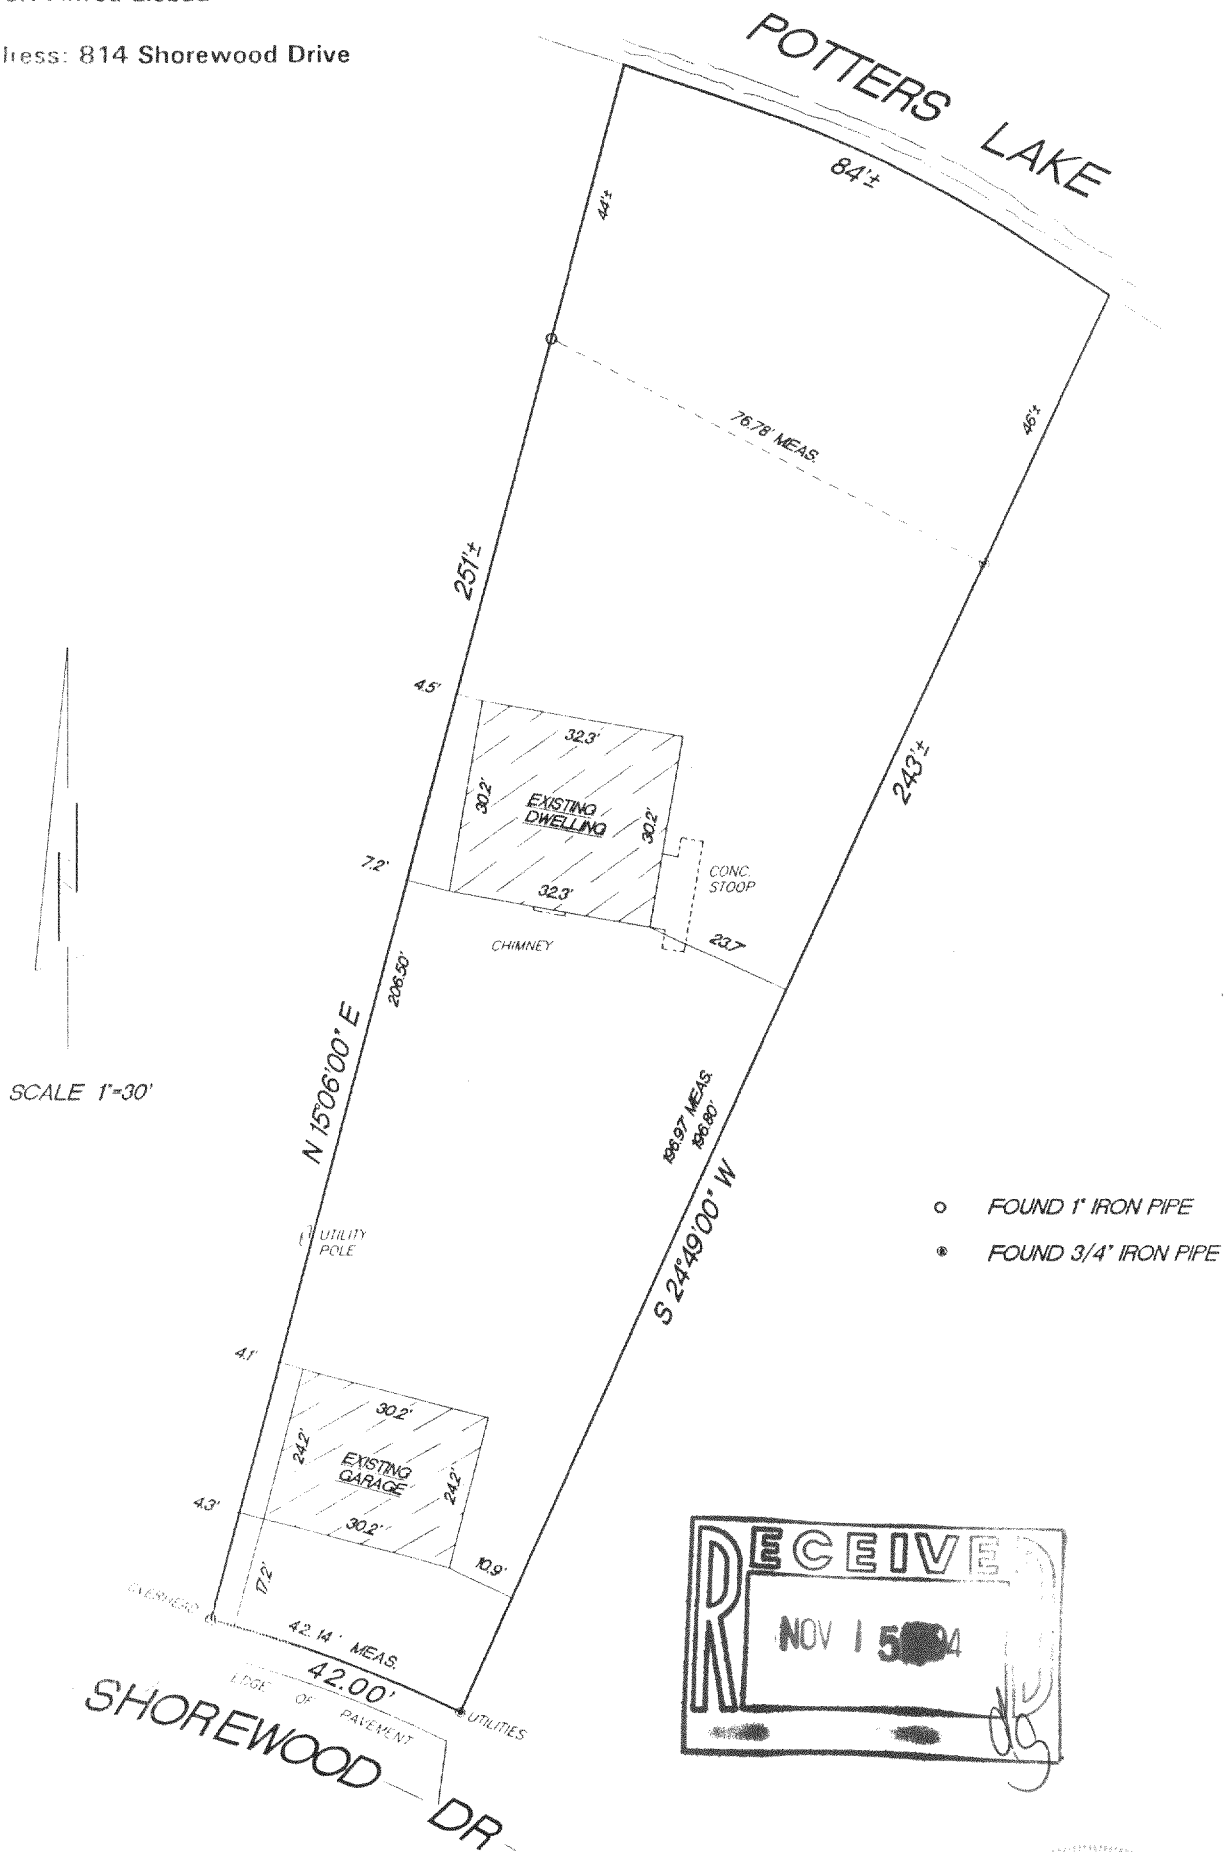 dress: 814 Shorewood Drive
POTTERS LAKE
84'±
44'±
46'±
76.78' MEAS.
251'±
243'±
4.5'
32.3'
30.2'
EXISTING
DWELLING
30.2'
7.2'
32.3'
CONC.
STOOP
CHIMNEY
23.7'
206.50'
N 15°06'00" E
SCALE 1"=30'
196.97' MEAS.
196.80'
S 24°49'00" W
UTILITY
POLE
FOUND 1" IRON PIPE
FOUND 3/4" IRON PIPE
4.1'
30.2'
24.2'
EXISTING
GARAGE
24.2'
4.3'
30.2'
10.9'
17.2'
OVERHEAD
42.14' MEAS.
42.00'
EDGE OF PAVEMENT
UTILITIES
SHOREWOOD DR
RECEIVED
NOV 15